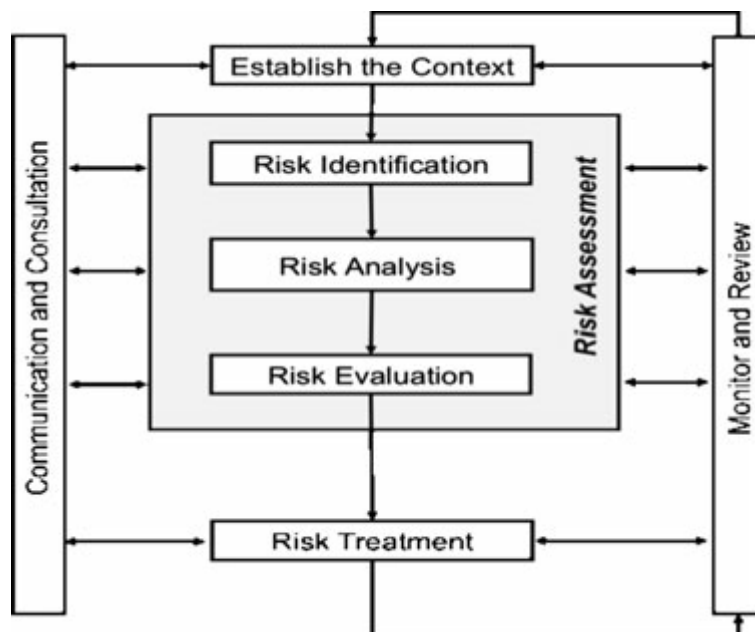 Establish the Context
Communication and Consultation
Risk Identification
Risk Analysis
Risk Evaluation
Risk Assessment
Monitor and Review
Risk Treatment